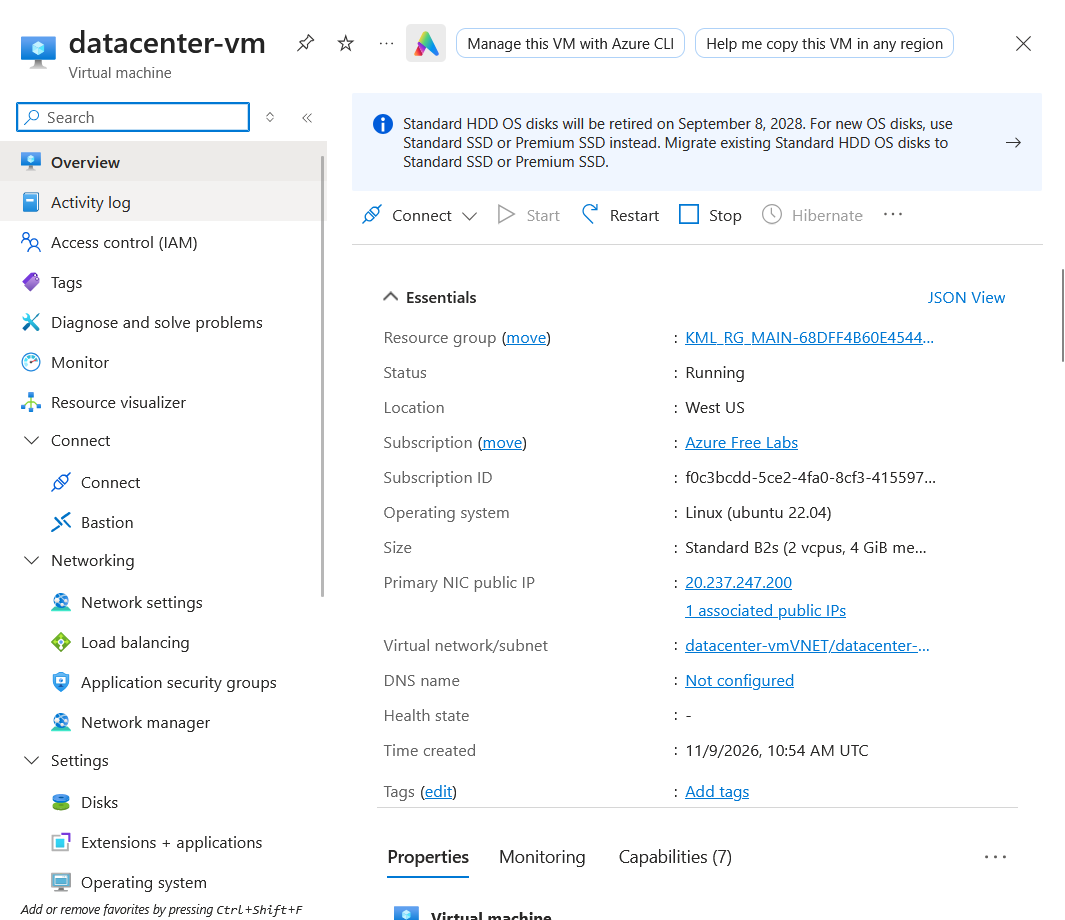 datacenter-vm
Virtual machine
Manage this VM with Azure CLI
Help me copy this VM in any region
Search
Overview
Activity log
Access control (IAM)
Tags
Diagnose and solve problems
Monitor
Resource visualizer
Connect
Connect
Bastion
Networking
Network settings
Load balancing
Application security groups
Network manager
Settings
Disks
Extensions + applications
Operating system
Add or remove favorites by pressing Ctrl+Shift+F
Standard HDD OS disks will be retired on September 8, 2028. For new OS disks, use
Standard SSD or Premium SSD instead. Migrate existing Standard HDD OS disks to
Standard SSD or Premium SSD.
Connect Start Restart Stop Hibernate ...
Essentials JSON View
Resource group (move) : KML_RG_MAIN-68DFF4B60E4544...
Status : Running
Location : West US
Subscription (move) : Azure Free Labs
Subscription ID : f0c3bcdd-5ce2-4fa0-8cf3-415597...
Operating system : Linux (ubuntu 22.04)
Size : Standard B2s (2 vcpus, 4 GiB me...
Primary NIC public IP : 20.237.247.200
1 associated public IPs
Virtual network/subnet : datacenter-vmVNET/datacenter-...
DNS name : Not configured
Health state : -
Time created : 11/9/2026, 10:54 AM UTC
Tags (edit) : Add tags
Properties Monitoring Capabilities (7) ...
Virtual machine